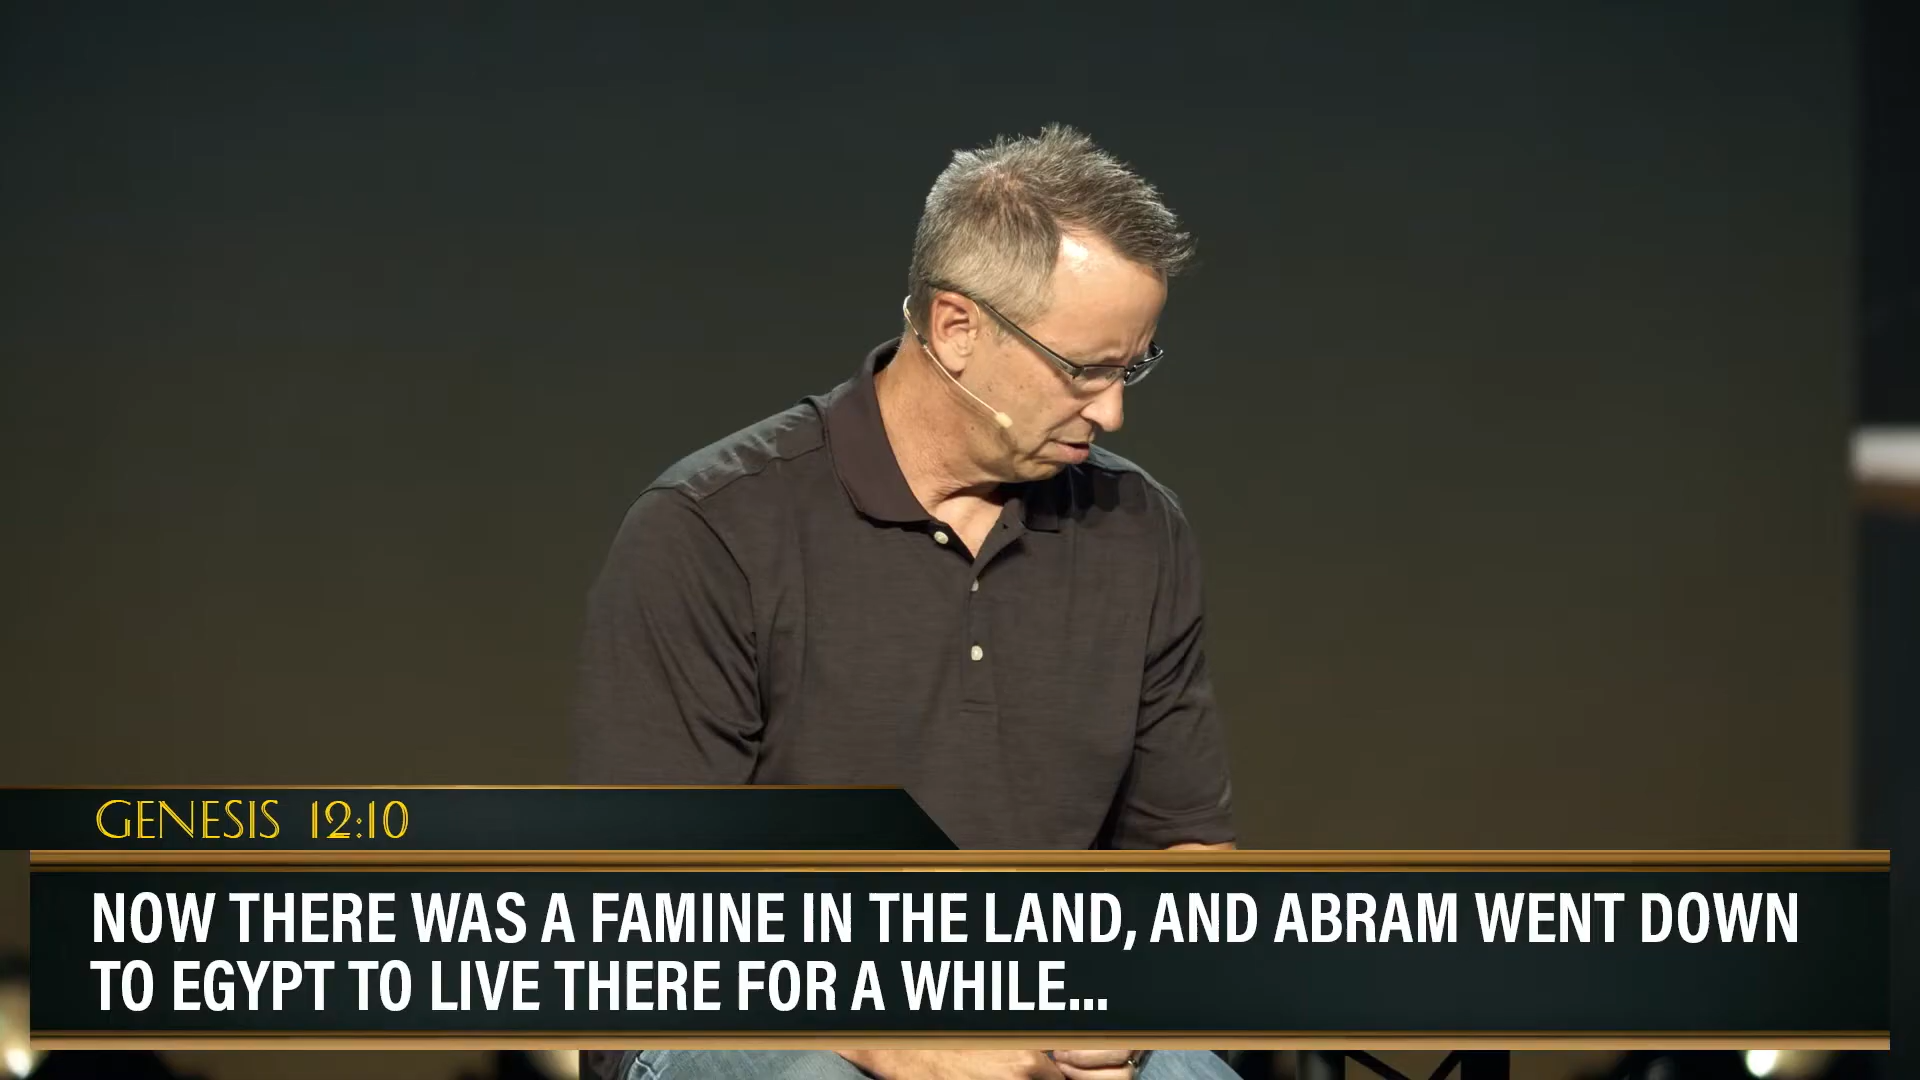 GENESIS 12:10
NOW THERE WAS A FAMINE IN THE LAND, AND ABRAM WENT DOWN
TO EGYPT TO LIVE THERE FOR A WHILE...